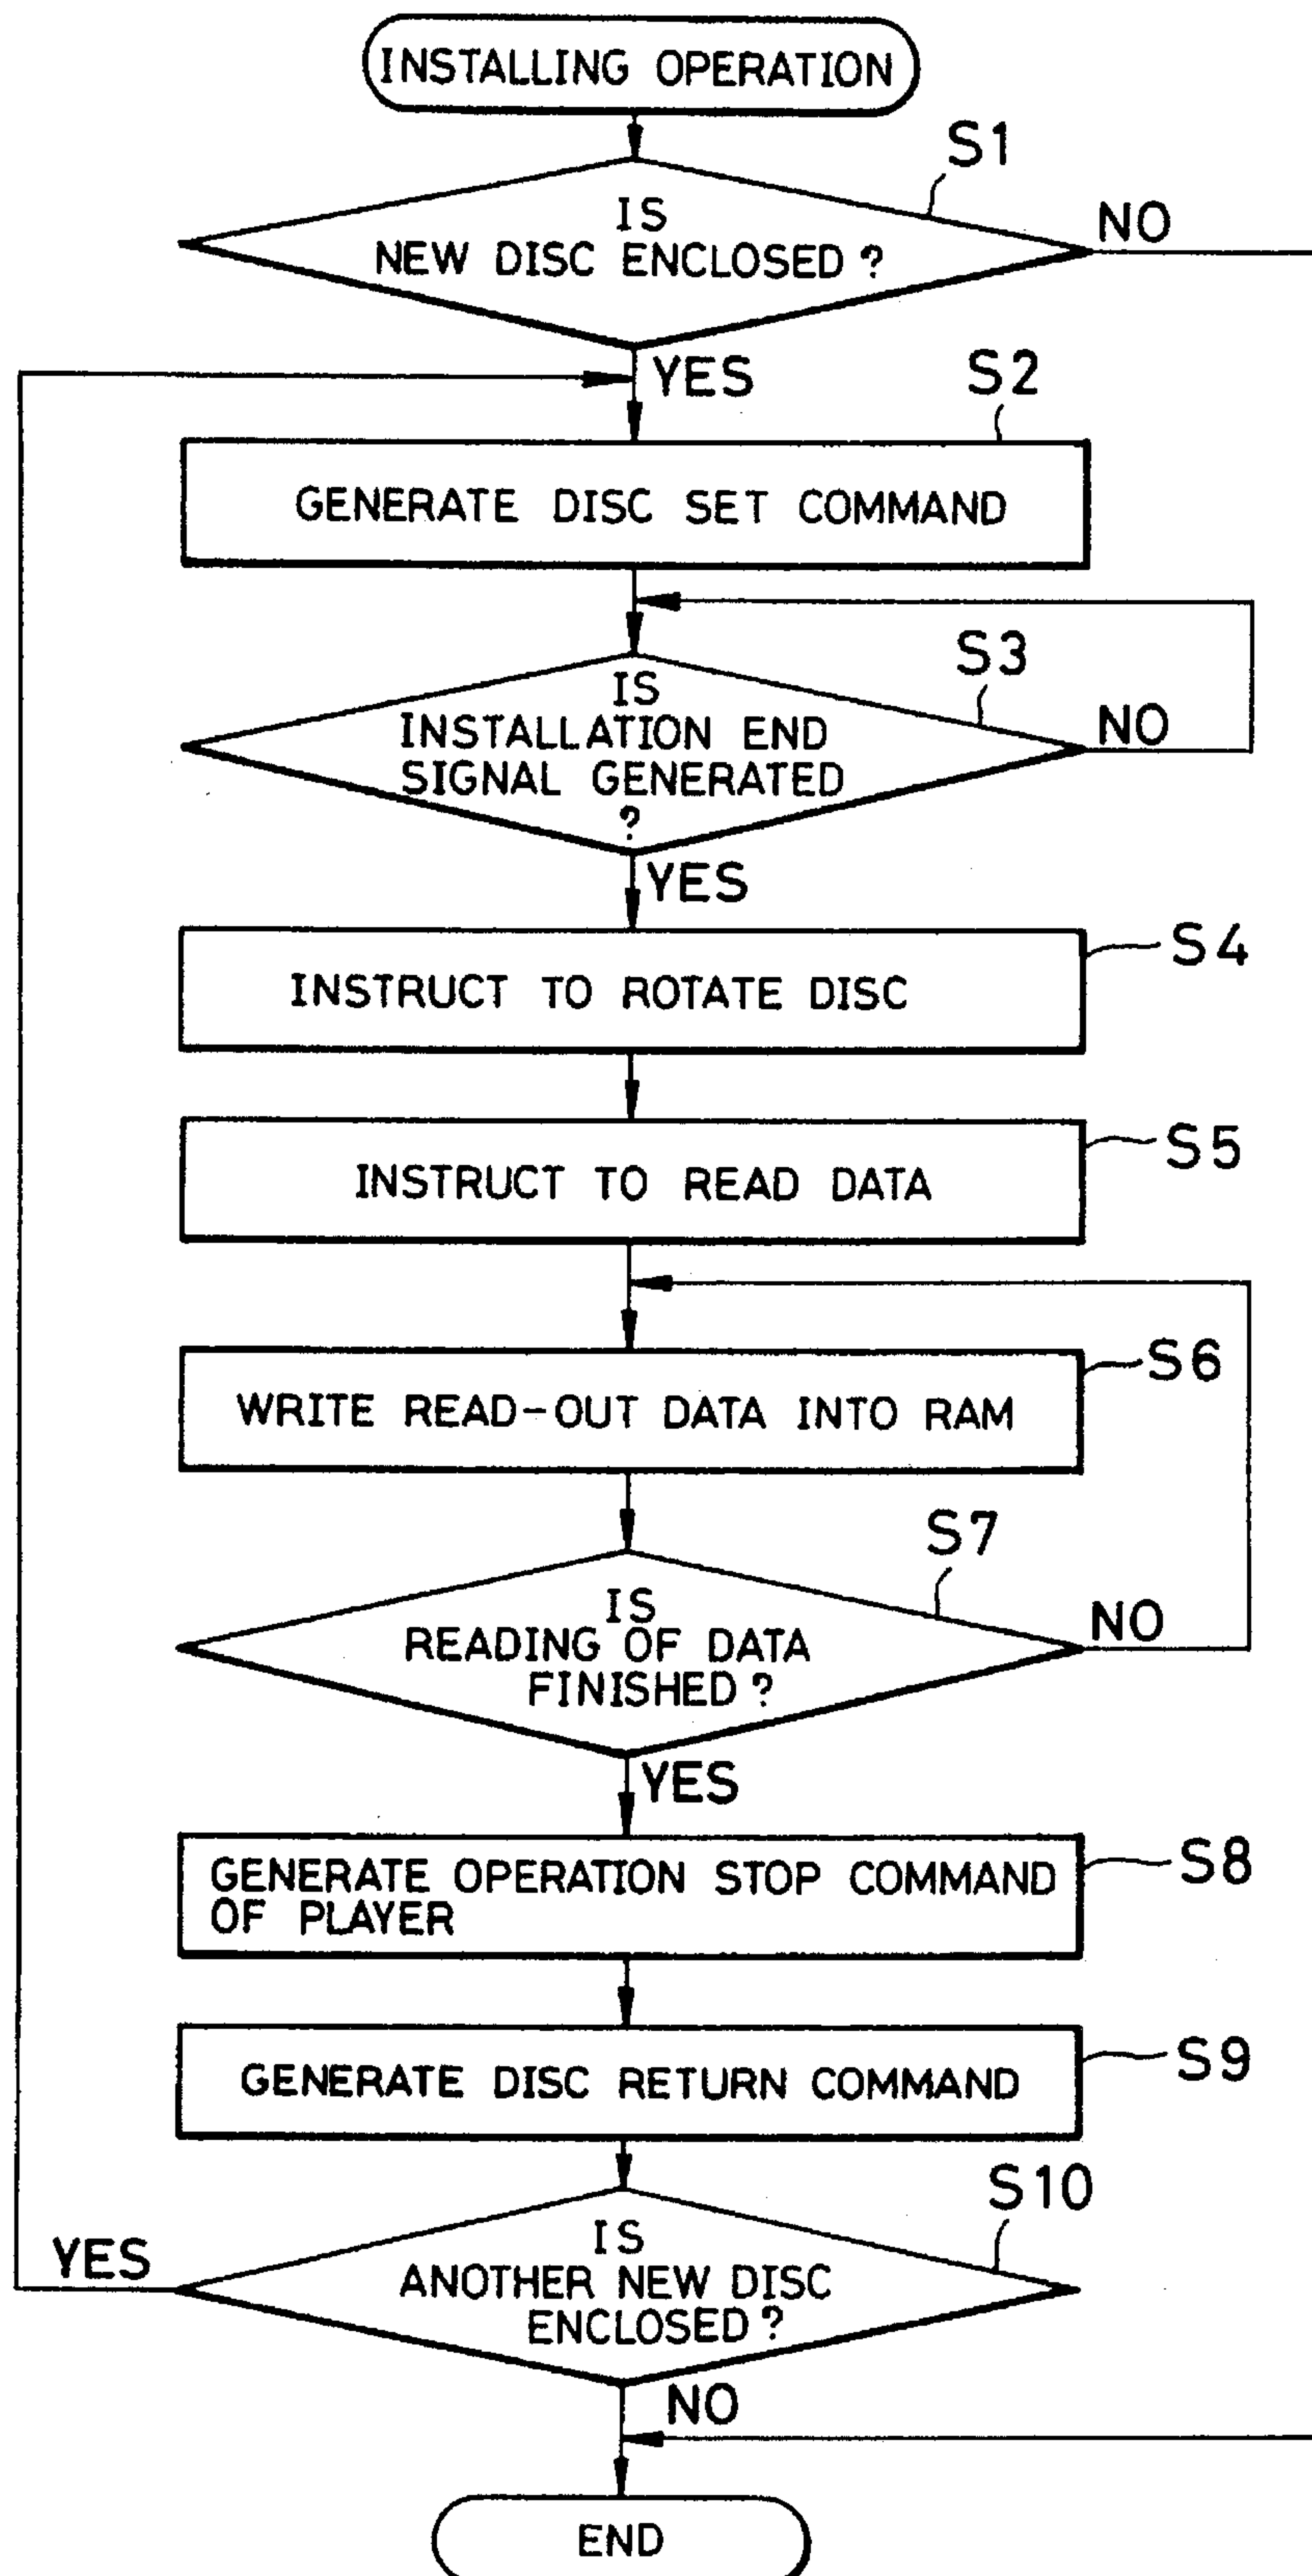 INSTALLING OPERATION
S1
IS
NEW DISC ENCLOSED ?
NO
YES
S2
GENERATE DISC SET COMMAND
S3
IS
INSTALLATION END
SIGNAL GENERATED
?
NO
YES
S4
INSTRUCT TO ROTATE DISC
S5
INSTRUCT TO READ DATA
S6
WRITE READ-OUT DATA INTO RAM
S7
IS
READING OF DATA
FINISHED ?
NO
YES
S8
GENERATE OPERATION STOP COMMAND
OF PLAYER
S9
GENERATE DISC RETURN COMMAND
S10
IS
ANOTHER NEW DISC
ENCLOSED ?
YES
NO
END